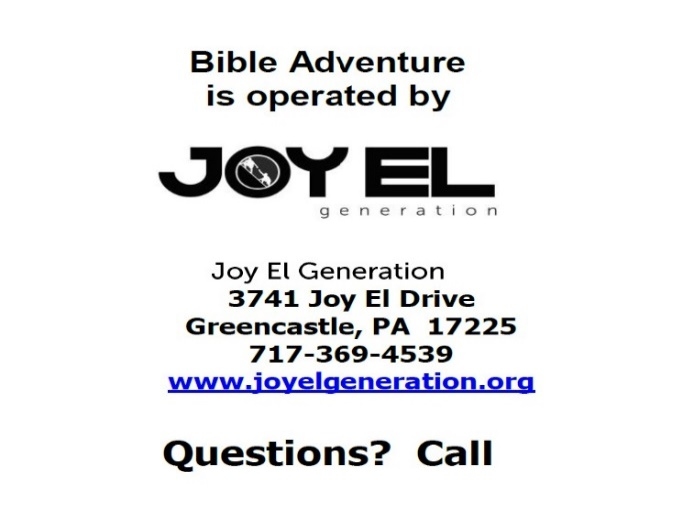 Bible Adventure
is operated by
JOY EL
generation
Joy El Generation
3741 Joy El Drive
Greencastle, PA  17225
717-369-4539
www.joyelgeneration.org
Questions?  Call